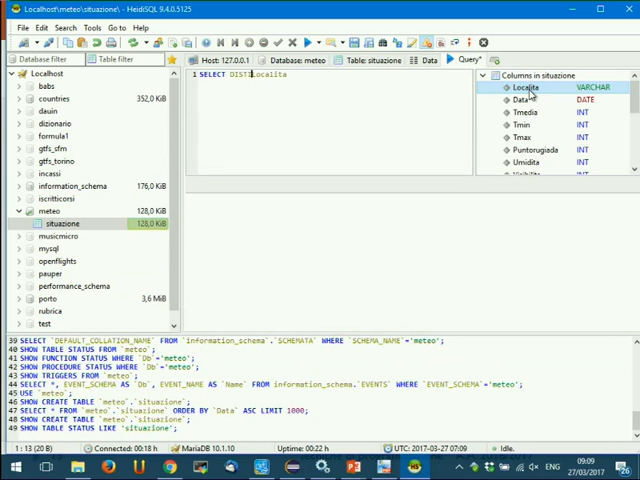 Localhost\meteo\situazione\ - HeidiSQL 9.4.0.5125
File Edit Search Tools Go to Help
Database filter Table filter Host: 127.0.0.1 Database: meteo Table: situazione Data Query*
Localhost
babs
countries 352,0 KiB
dauin
dizionario
formula1
gtfs_sfm
gtfs_torino
incassi
information_schema 176,0 KiB
iscritticorsi
meteo 128,0 KiB
situazione 128,0 KiB
musicmicro
mysql
openflights
pauper
performance_schema
porto 3,6 MiB
rubrica
test
1 SELECT DISTILocalita
Columns in situazione
Localita VARCHAR
Data DATE
Tmedia INT
Tmin INT
Tmax INT
Puntorugiada INT
Umidita INT
Visibilita INT
39 SELECT `DEFAULT_COLLATION_NAME` FROM `information_schema`.`SCHEMATA` WHERE `SCHEMA_NAME`='meteo';
40 SHOW TABLE STATUS FROM `meteo`;
41 SHOW FUNCTION STATUS WHERE `Db`='meteo';
42 SHOW PROCEDURE STATUS WHERE `Db`='meteo';
43 SHOW TRIGGERS FROM `meteo`;
44 SELECT *, EVENT_SCHEMA AS `Db`, EVENT_NAME AS `Name` FROM information_schema.`EVENTS` WHERE `EVENT_SCHEMA`='meteo';
45 USE `meteo`;
46 SHOW CREATE TABLE `meteo`.`situazione`;
47 SELECT * FROM `meteo`.`situazione` ORDER BY `Data` ASC LIMIT 1000;
48 SHOW CREATE TABLE `meteo`.`situazione`;
49 SHOW TABLE STATUS LIKE 'situazione';
1 : 13 (20 B) Connected: 00:18 h MariaDB 10.1.10 Uptime: 00:22 h UTC: 2017-03-27 07:09 Idle.
09:09
27/03/2017